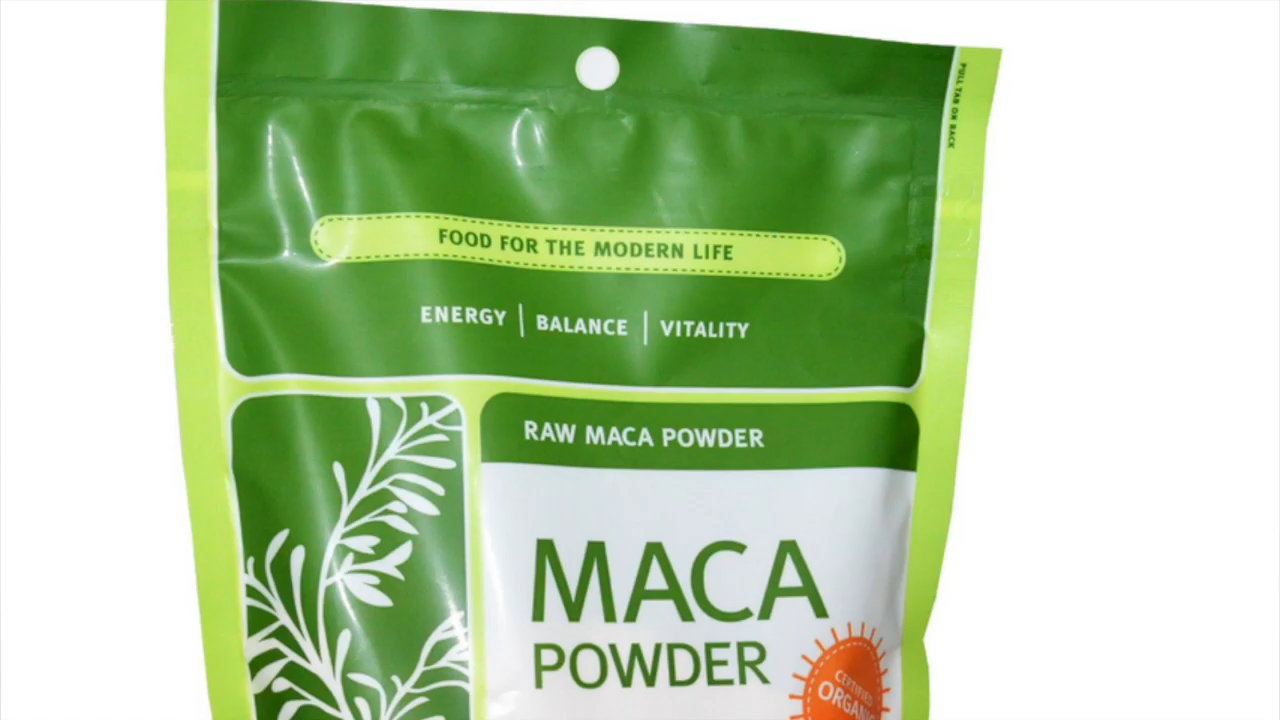 PULL TAB ON BACK
FOOD FOR THE MODERN LIFE
ENERGY | BALANCE | VITALITY
RAW MACA POWDER
MACA
POWDER
CERTIFIED
ORGANIC